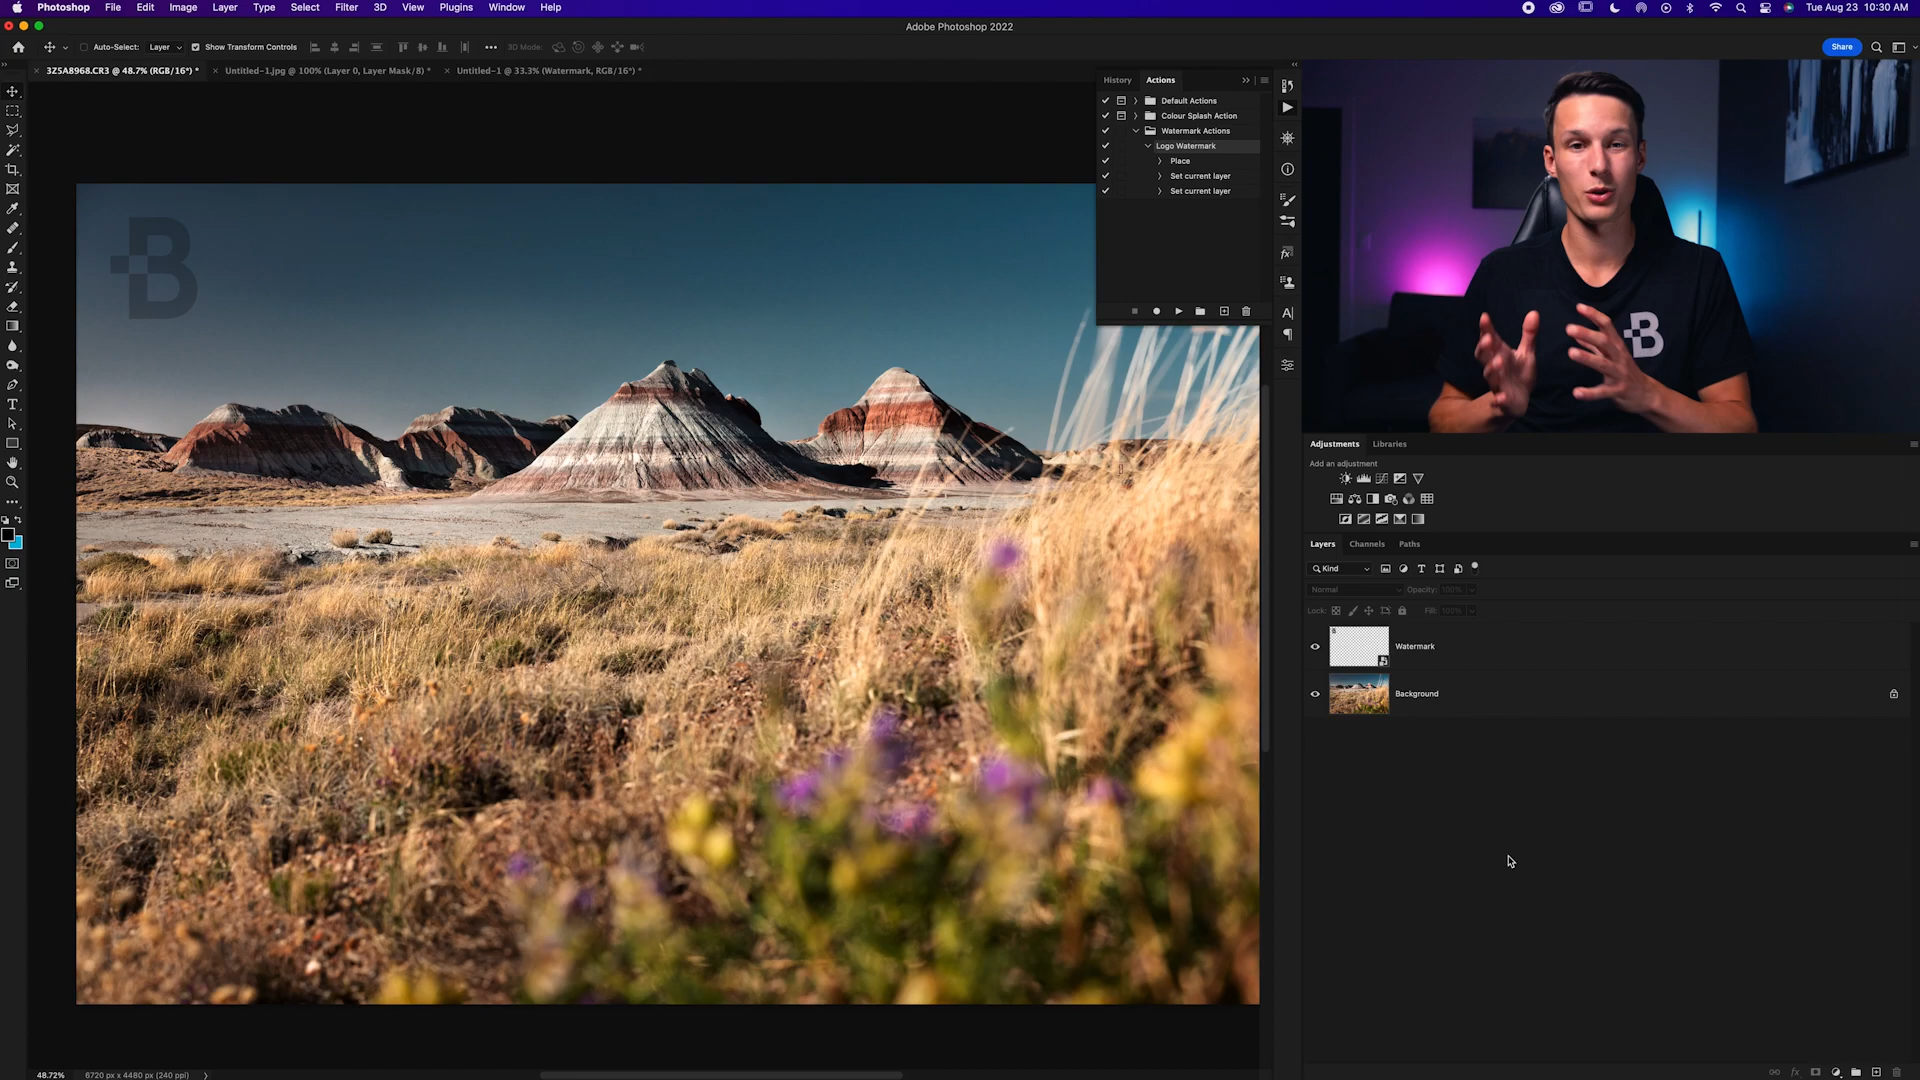 Photoshop File Edit Image Layer Type Select Filter 3D View Plugins Window Help Tue Aug 23 10:30 AM
Adobe Photoshop 2022
Auto-Select: Layer Show Transform Controls 3D Mode: Share
3Z5A8968.CR3 @ 48.7% (RGB/16*) * Untitled-1.jpg @ 100% (Layer 0, Layer Mask/8) * Untitled-1 @ 33.3% (Watermark, RGB/16*) *
History Actions
Default Actions
Colour Splash Action
Watermark Actions
Logo Watermark
Place
Set current layer
Set current layer
B
B
Adjustments Libraries
Add an adjustment
Layers Channels Paths
Kind
Normal Opacity: 100%
Lock: Fill: 100%
Watermark
Background
48.72% 6720 px x 4480 px (240 ppi)